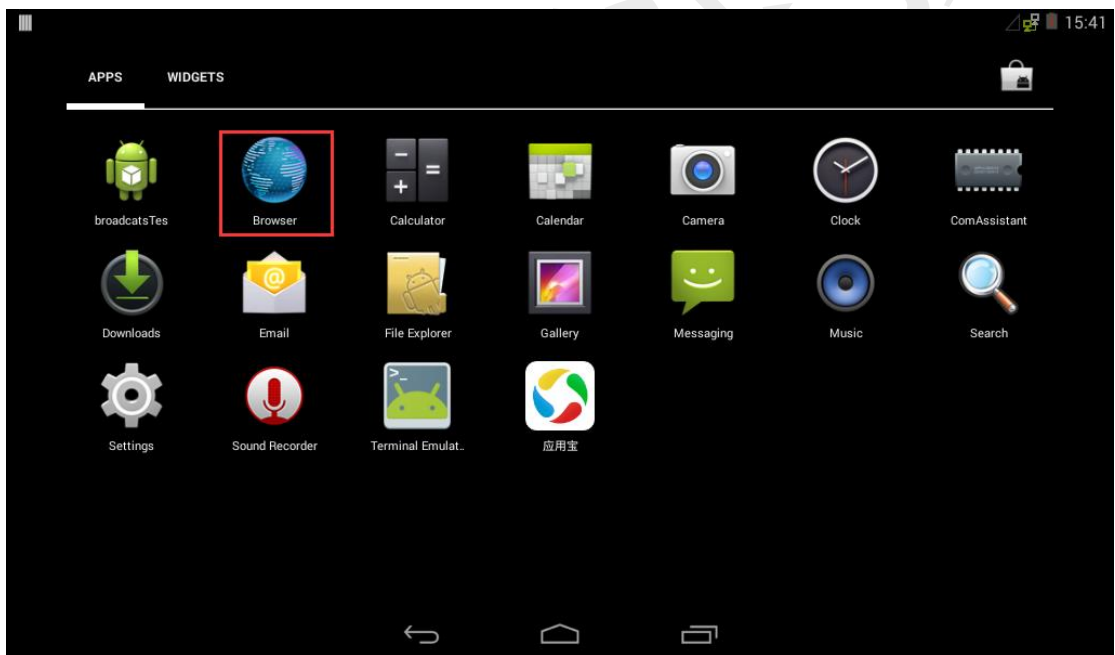 15:41
APPS WIDGETS
broadcatsTes Browser Calculator Calendar Camera Clock ComAssistant
Downloads Email File Explorer Gallery Messaging Music Search
Settings Sound Recorder Terminal Emulat.. 应用宝